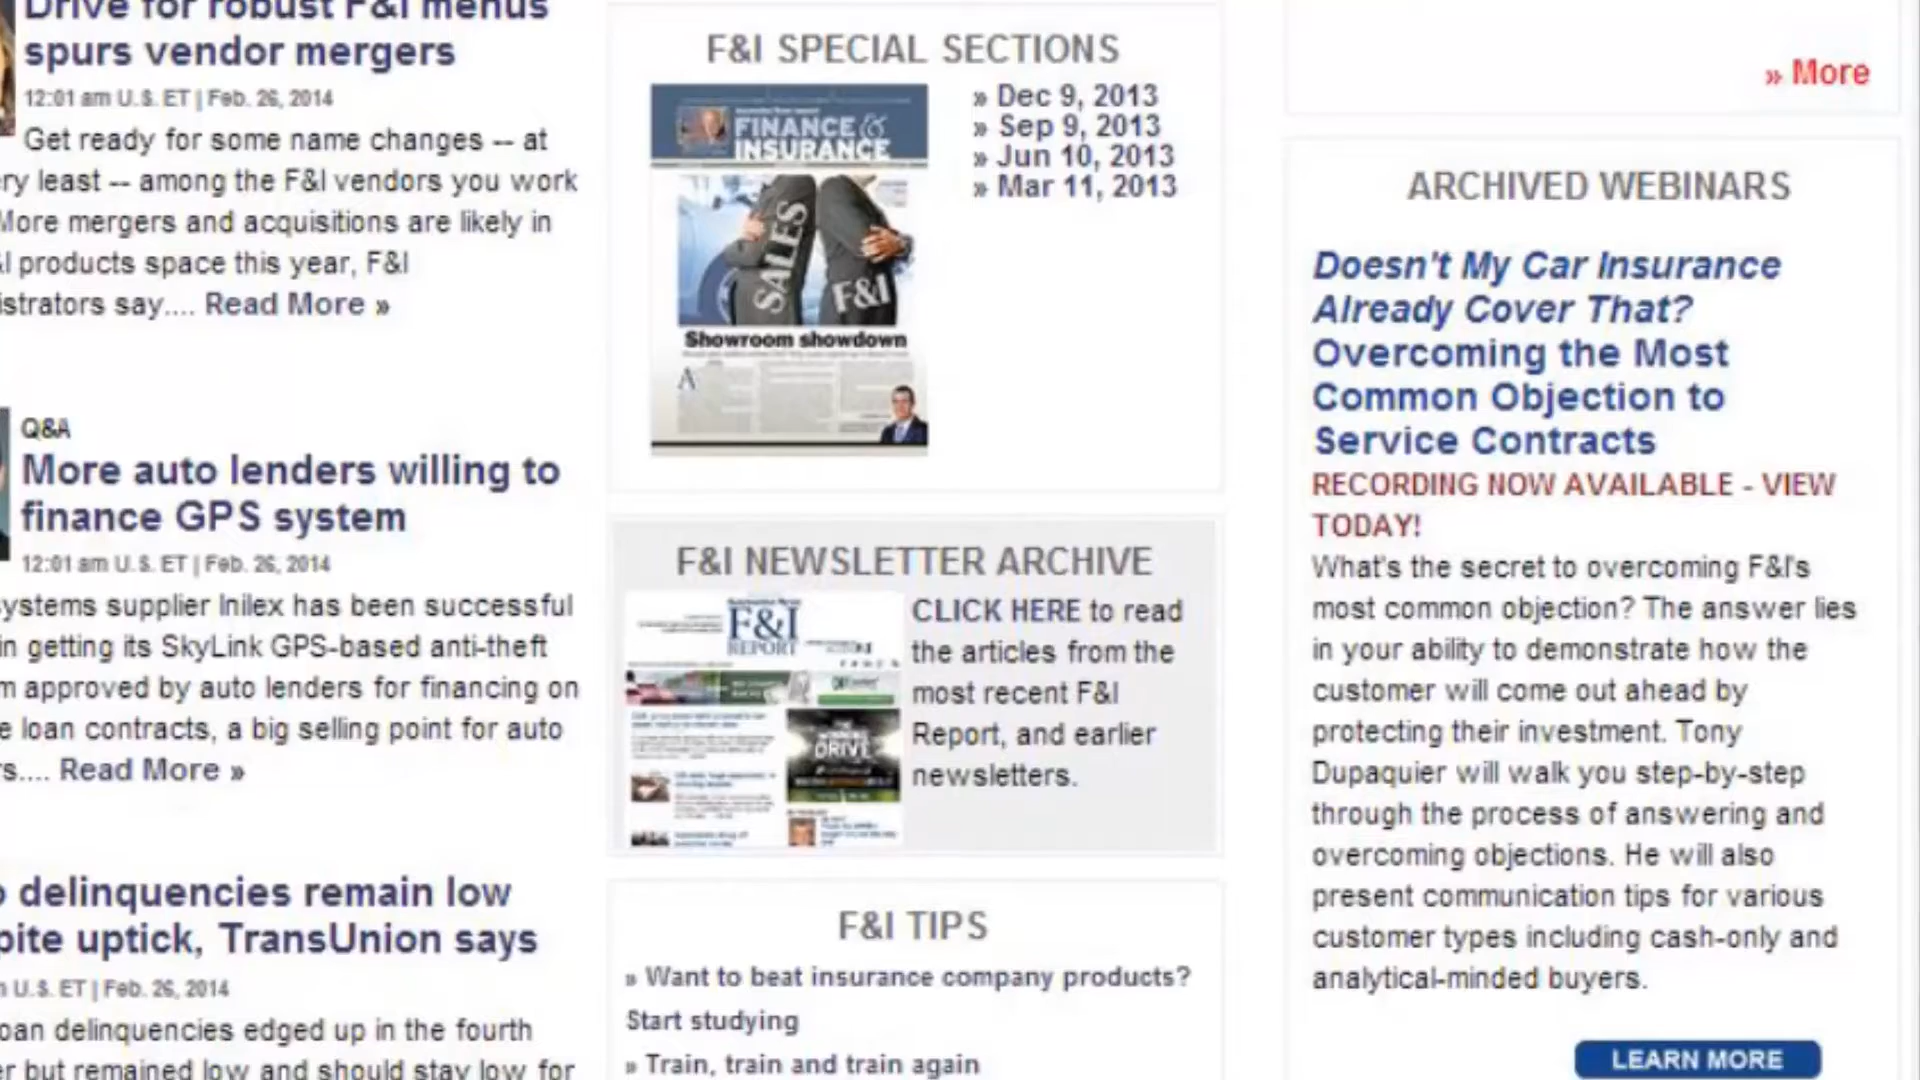 Drive for robust F&I menus
spurs vendor mergers
12:01 am U.S. ET | Feb. 26, 2014
Get ready for some name changes -- at
ry least -- among the F&I vendors you work
More mergers and acquisitions are likely in
I products space this year, F&I
istrators say.... Read More »
Q&A
More auto lenders willing to
finance GPS system
12:01 am U.S. ET | Feb. 26, 2014
ystems supplier Inilex has been successful
in getting its SkyLink GPS-based anti-theft
m approved by auto lenders for financing on
e loan contracts, a big selling point for auto
rs.... Read More »
delinquencies remain low
pite uptick, TransUnion says
U.S. ET | Feb. 26, 2014
oan delinquencies edged up in the fourth
er but remained low and should stay low for
F&I SPECIAL SECTIONS
FINANCE &
INSURANCE
SALES
F&I
Showroom showdown
A
» Dec 9, 2013
» Sep 9, 2013
» Jun 10, 2013
» Mar 11, 2013
F&I NEWSLETTER ARCHIVE
F&I
REPORT
DRIVE
CLICK HERE to read
the articles from the
most recent F&I
Report, and earlier
newsletters.
F&I TIPS
» Want to beat insurance company products?
Start studying
» Train, train and train again
» More
ARCHIVED WEBINARS
Doesn't My Car Insurance
Already Cover That?
Overcoming the Most
Common Objection to
Service Contracts
RECORDING NOW AVAILABLE - VIEW
TODAY!
What's the secret to overcoming F&I's
most common objection? The answer lies
in your ability to demonstrate how the
customer will come out ahead by
protecting their investment. Tony
Dupaquier will walk you step-by-step
through the process of answering and
overcoming objections. He will also
present communication tips for various
customer types including cash-only and
analytical-minded buyers.
LEARN MORE